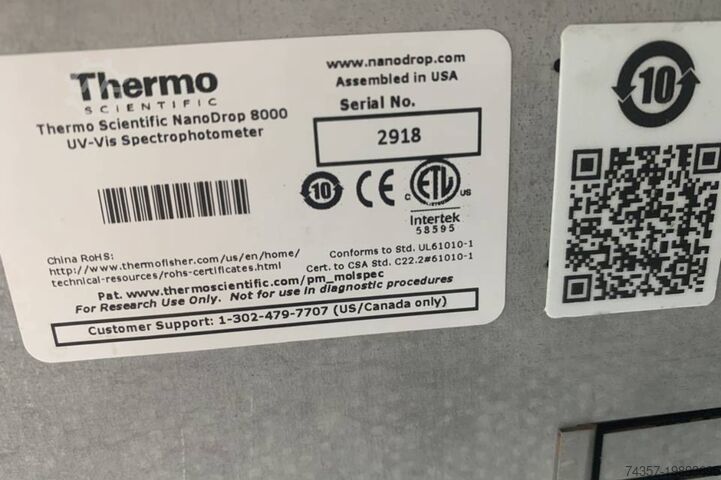 Thermo
SCIENTIFIC
Thermo Scientific NanoDrop 8000
UV-Vis Spectrophotometer
www.nanodrop.com
Assembled in USA
Serial No.
2918
10
CE
C ETL US
Intertek
58595
China RoHS:
http://www.thermofisher.com/us/en/home/
technical-resources/rohs-certificates.html
Conforms to Std. UL61010-1
Cert. to CSA Std. C22.2#61010-1
Pat. www.thermoscientific.com/pm_molspec
For Research Use Only. Not for use in diagnostic procedures
Customer Support: 1-302-479-7707 (US/Canada only)
10